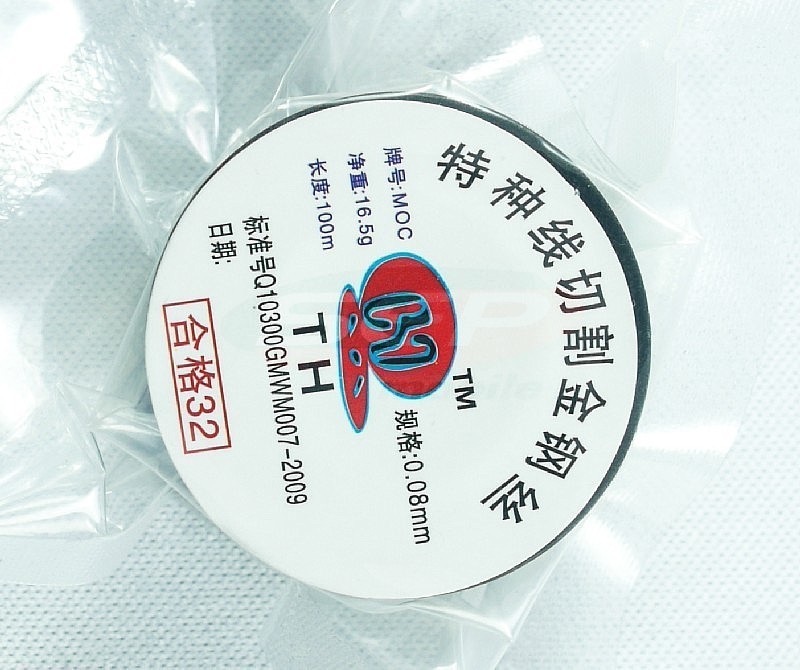 特种线切割金钢丝
牌号:MOC
净重:16.5g
长度:100m
TM
规格:0.08mm
TH
标准号Q10300GMWM007-2009
日期:
合格32